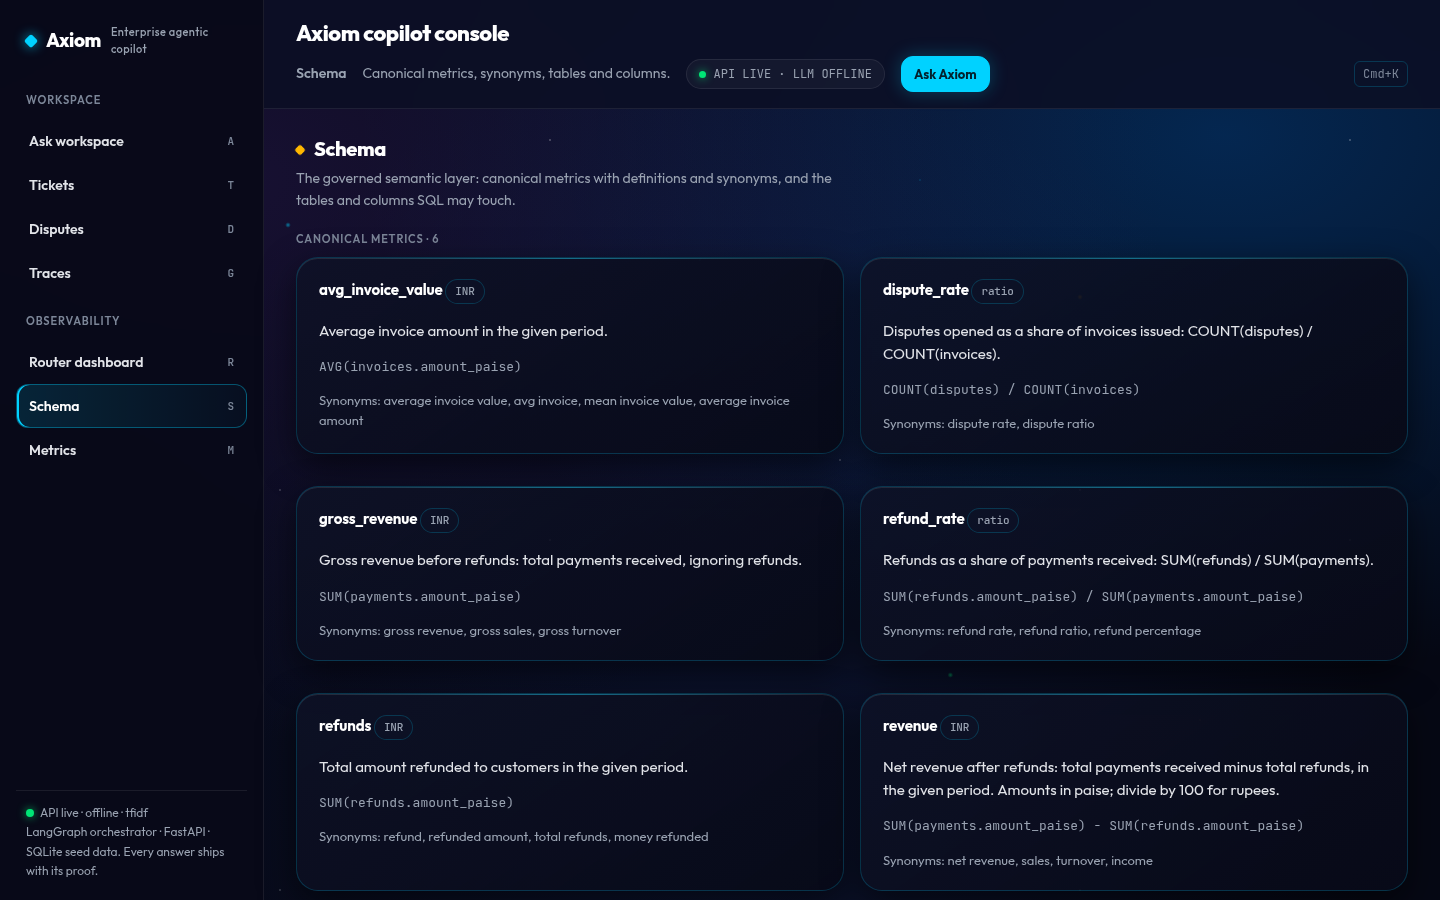 Axiom
Enterprise agentic
copilot
WORKSPACE
Ask workspace A
Tickets T
Disputes D
Traces G
OBSERVABILITY
Router dashboard R
Schema S
Metrics M
API live · offline · tfidf
LangGraph orchestrator · FastAPI ·
SQLite seed data. Every answer ships
with its proof.
Axiom copilot console
Schema Canonical metrics, synonyms, tables and columns. API LIVE · LLM OFFLINE Ask Axiom Cmd+K
Schema
The governed semantic layer: canonical metrics with definitions and synonyms, and the
tables and columns SQL may touch.
CANONICAL METRICS · 6
avg_invoice_value INR
Average invoice amount in the given period.
AVG(invoices.amount_paise)
Synonyms: average invoice value, avg invoice, mean invoice value, average invoice
amount
dispute_rate ratio
Disputes opened as a share of invoices issued: COUNT(disputes) /
COUNT(invoices).
COUNT(disputes) / COUNT(invoices)
Synonyms: dispute rate, dispute ratio
gross_revenue INR
Gross revenue before refunds: total payments received, ignoring refunds.
SUM(payments.amount_paise)
Synonyms: gross revenue, gross sales, gross turnover
refund_rate ratio
Refunds as a share of payments received: SUM(refunds) / SUM(payments).
SUM(refunds.amount_paise) / SUM(payments.amount_paise)
Synonyms: refund rate, refund ratio, refund percentage
refunds INR
Total amount refunded to customers in the given period.
SUM(refunds.amount_paise)
Synonyms: refund, refunded amount, total refunds, money refunded
revenue INR
Net revenue after refunds: total payments received minus total refunds, in
the given period. Amounts in paise; divide by 100 for rupees.
SUM(payments.amount_paise) - SUM(refunds.amount_paise)
Synonyms: net revenue, sales, turnover, income